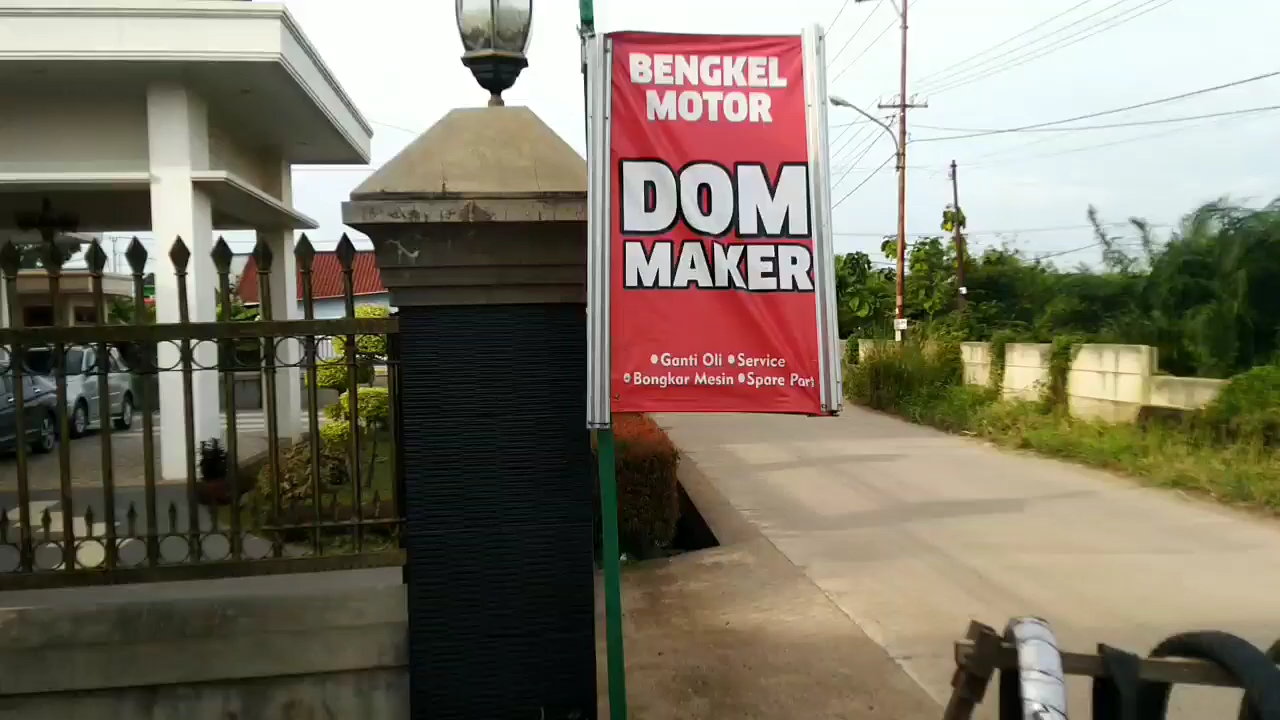 BENGKEL
MOTOR
DOM
MAKER
•Ganti Oli •Service
•Bongkar Mesin •Spare Part